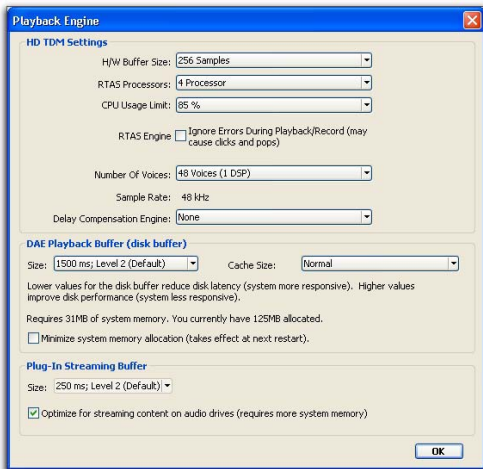 Playback Engine
HD TDM Settings
H/W Buffer Size: 256 Samples
RTAS Processors: 4 Processor
CPU Usage Limit: 85 %
RTAS Engine Ignore Errors During Playback/Record (may
cause clicks and pops)
Number Of Voices: 48 Voices (1 DSP)
Sample Rate: 48 kHz
Delay Compensation Engine: None
DAE Playback Buffer (disk buffer)
Size: 1500 ms; Level 2 (Default) Cache Size: Normal
Lower values for the disk buffer reduce disk latency (system more responsive). Higher values
improve disk performance (system less responsive).
Requires 31MB of system memory. You currently have 125MB allocated.
Minimize system memory allocation (takes effect at next restart).
Plug-In Streaming Buffer
Size: 250 ms; Level 2 (Default)
Optimize for streaming content on audio drives (requires more system memory)
OK